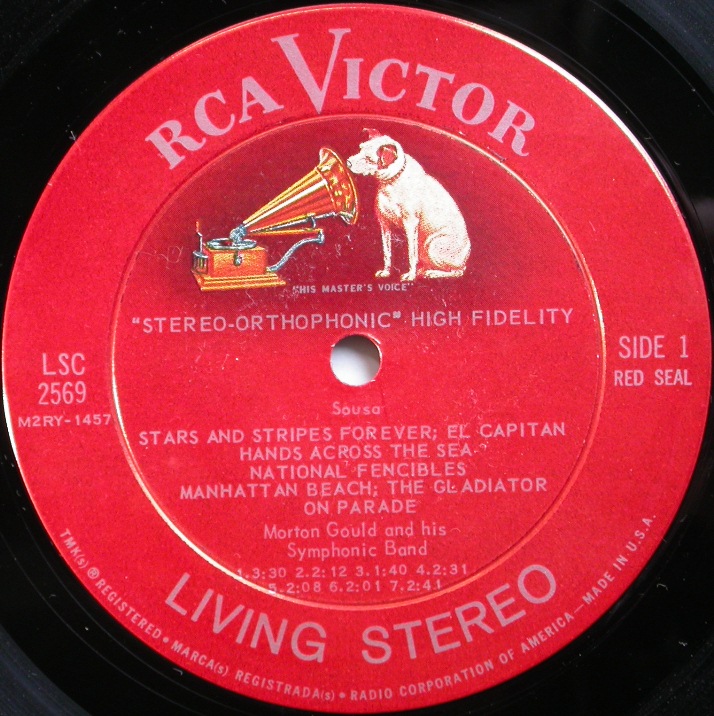 RCA VICTOR
"HIS MASTER'S VOICE"
"STEREO-ORTHOPHONIC" HIGH FIDELITY
LSC
2569
M2RY-1457
SIDE 1
RED SEAL
Sousa
STARS AND STRIPES FOREVER; EL CAPITAN
HANDS ACROSS THE SEA
NATIONAL FENCIBLES
MANHATTAN BEACH; THE GLADIATOR
ON PARADE
Morton Gould and his
Symphonic Band
1.3:30 2.2:12 3.1:40 4.2:31
5.2:08 6.2:01 7.2:41
LIVING STEREO
TMK(s) ® REGISTERED • MARCA(s) REGISTRADA(s) • RADIO CORPORATION OF AMERICA—MADE IN U.S.A.